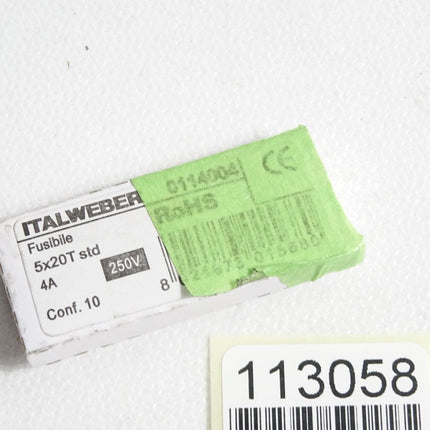 ITALWEBER
0114004
CE
RoHS
Fusibile
5x20T std
4A
250V
Conf. 10
8
113058